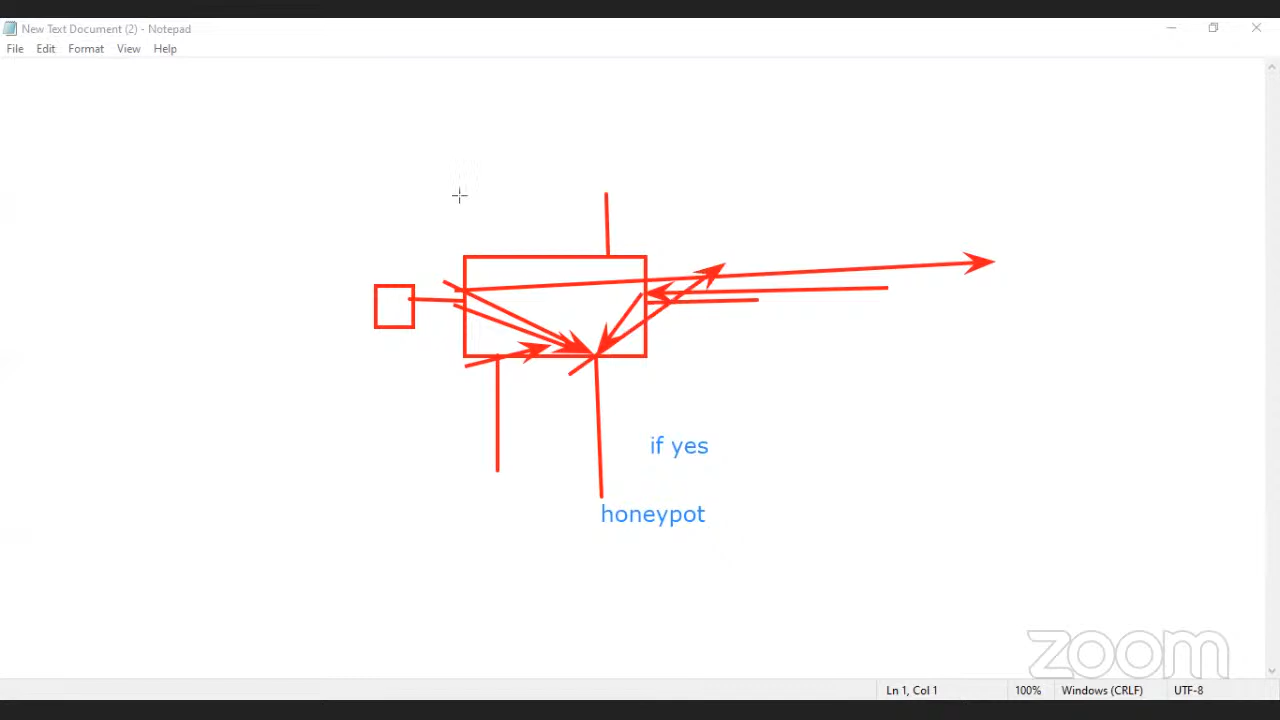 New Text Document (2) - Notepad
File Edit Format View Help
if yes
honeypot
zoom
Ln 1, Col 1 100% Windows (CRLF) UTF-8